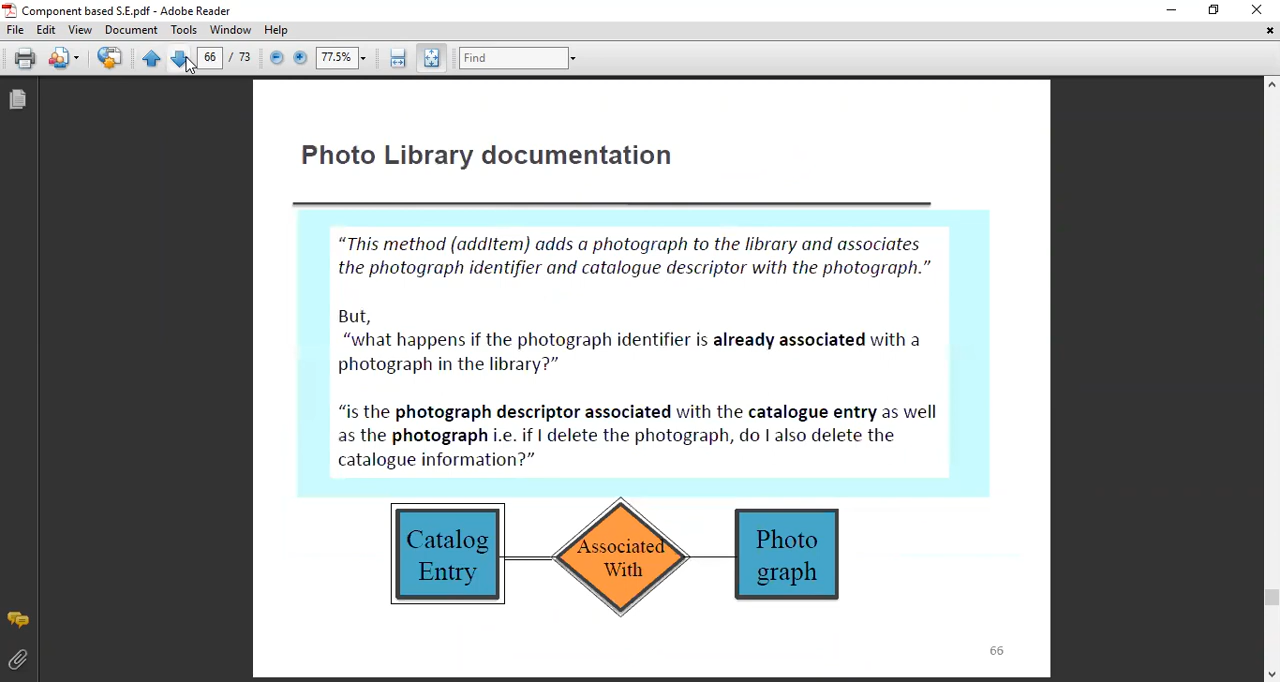 Component based S.E.pdf - Adobe Reader
File Edit View Document Tools Window Help
66 / 73 77.5% Find
Photo Library documentation
“This method (addItem) adds a photograph to the library and associates
the photograph identifier and catalogue descriptor with the photograph.”
But,
“what happens if the photograph identifier is already associated with a
photograph in the library?”
“is the photograph descriptor associated with the catalogue entry as well
as the photograph i.e. if I delete the photograph, do I also delete the
catalogue information?”
Catalog
Entry
Associated
With
Photo
graph
66